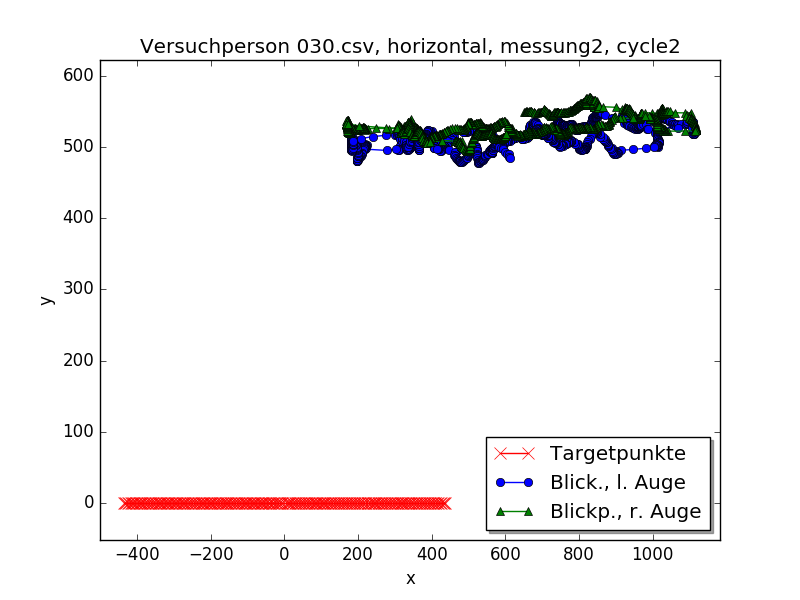 Versuchperson 030.csv, horizontal, messung2, cycle2
600
500
400
300
200
100
0
y
Targetpunkte
Blick., l. Auge
Blickp., r. Auge
−400 −200 0 200 400 600 800 1000
x